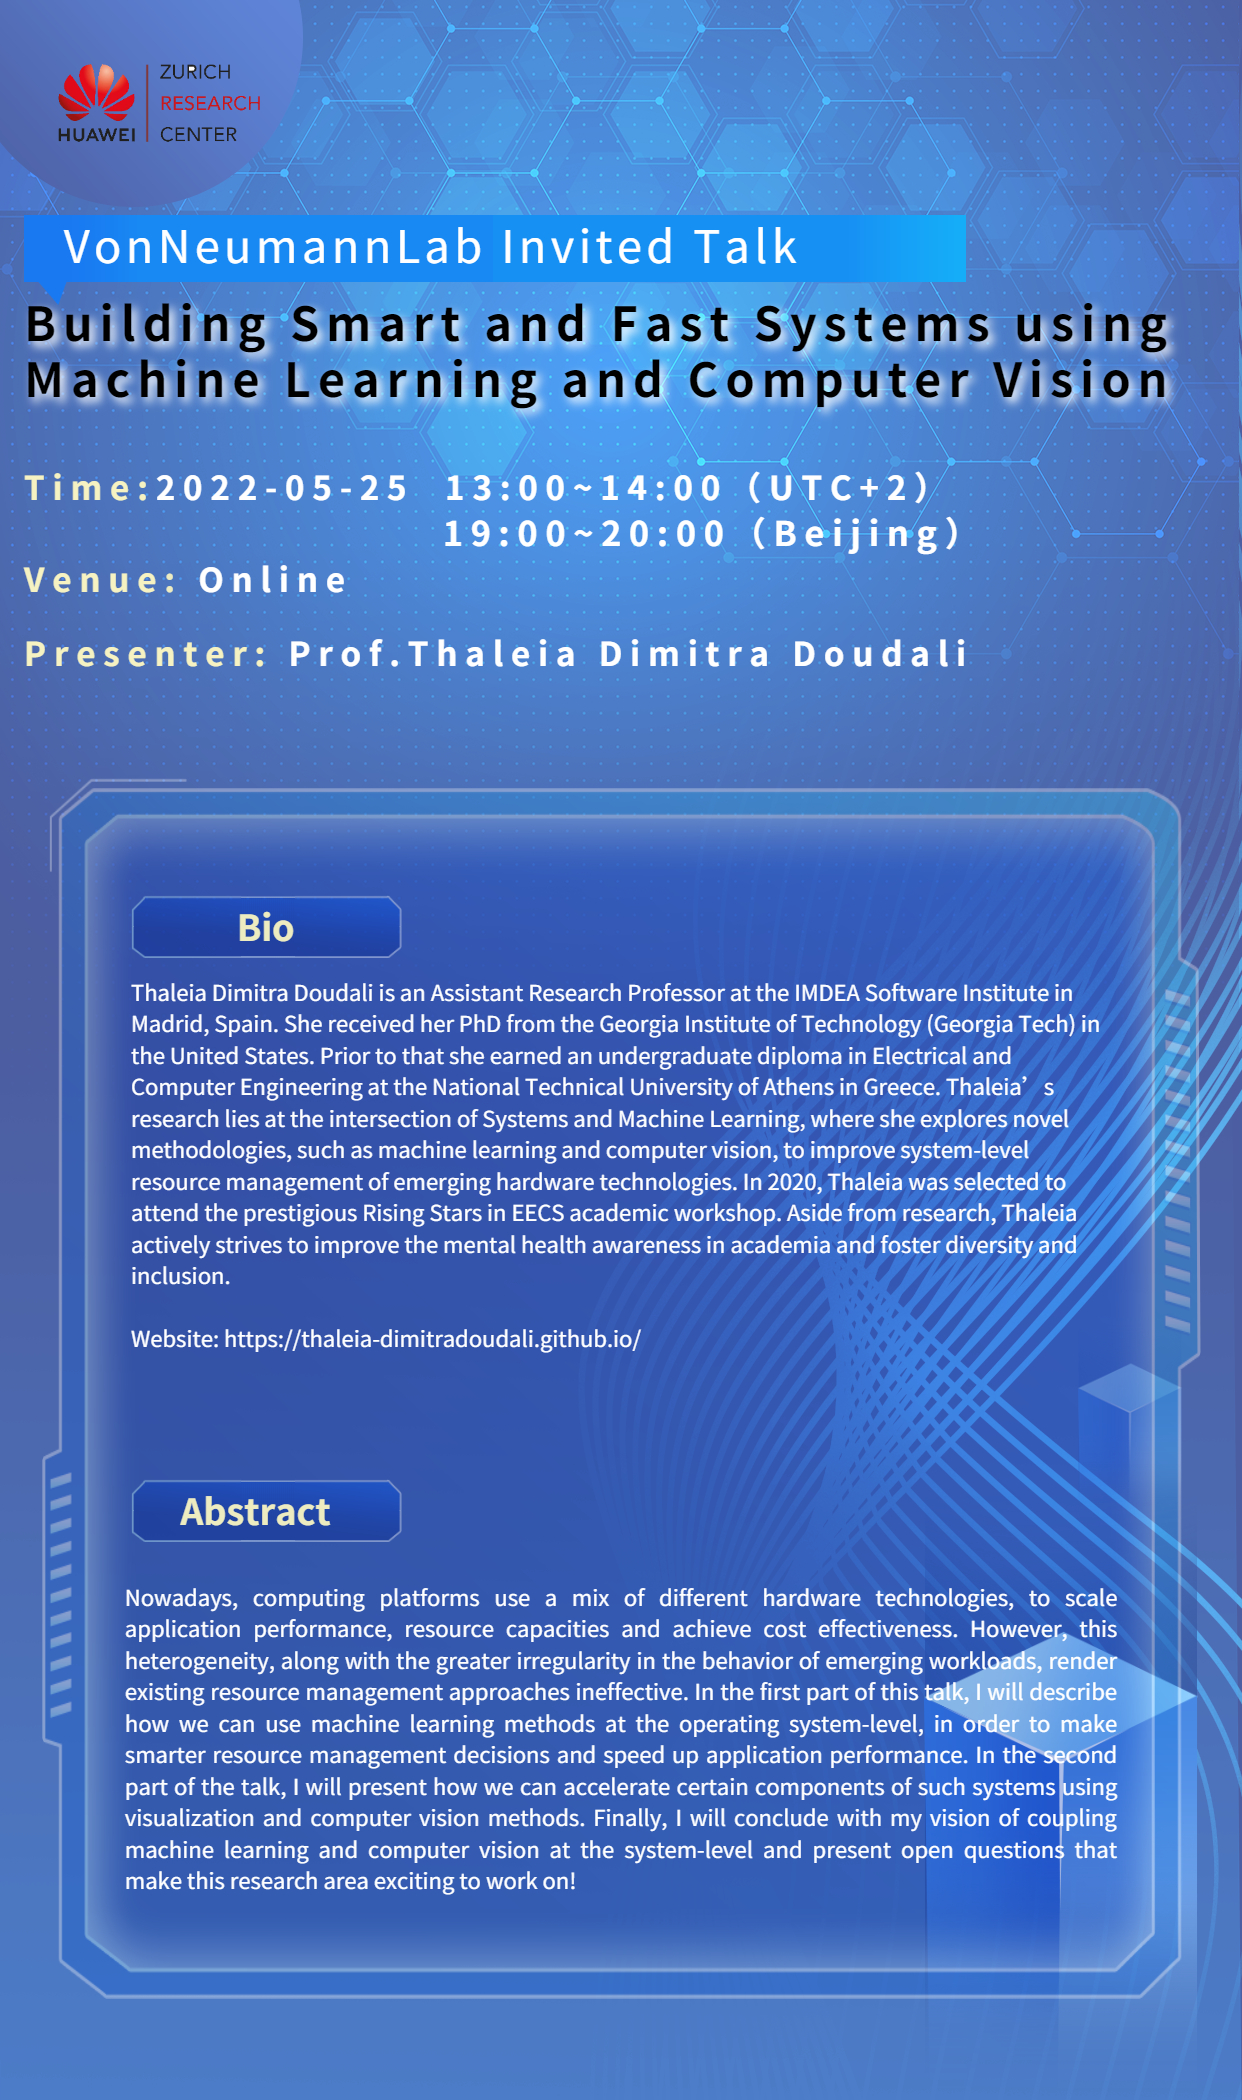 HUAWEI
ZURICH
RESEARCH
CENTER
VonNeumannLab Invited Talk
Building Smart and Fast Systems using
Machine Learning and Computer Vision
Time:2022-05-25 13:00~14:00 (UTC+2)
19:00~20:00 (Beijing)
Venue: Online
Presenter: Prof.Thaleia Dimitra Doudali
Bio
Thaleia Dimitra Doudali is an Assistant Research Professor at the IMDEA Software Institute in
Madrid, Spain. She received her PhD from the Georgia Institute of Technology (Georgia Tech) in
the United States. Prior to that she earned an undergraduate diploma in Electrical and
Computer Engineering at the National Technical University of Athens in Greece. Thaleia’s
research lies at the intersection of Systems and Machine Learning, where she explores novel
methodologies, such as machine learning and computer vision, to improve system-level
resource management of emerging hardware technologies. In 2020, Thaleia was selected to
attend the prestigious Rising Stars in EECS academic workshop. Aside from research, Thaleia
actively strives to improve the mental health awareness in academia and foster diversity and
inclusion.
Website: https://thaleia-dimitradoudali.github.io/
Abstract
Nowadays, computing platforms use a mix of different hardware technologies, to scale
application performance, resource capacities and achieve cost effectiveness. However, this
heterogeneity, along with the greater irregularity in the behavior of emerging workloads, render
existing resource management approaches ineffective. In the first part of this talk, I will describe
how we can use machine learning methods at the operating system-level, in order to make
smarter resource management decisions and speed up application performance. In the second
part of the talk, I will present how we can accelerate certain components of such systems using
visualization and computer vision methods. Finally, I will conclude with my vision of coupling
machine learning and computer vision at the system-level and present open questions that
make this research area exciting to work on!